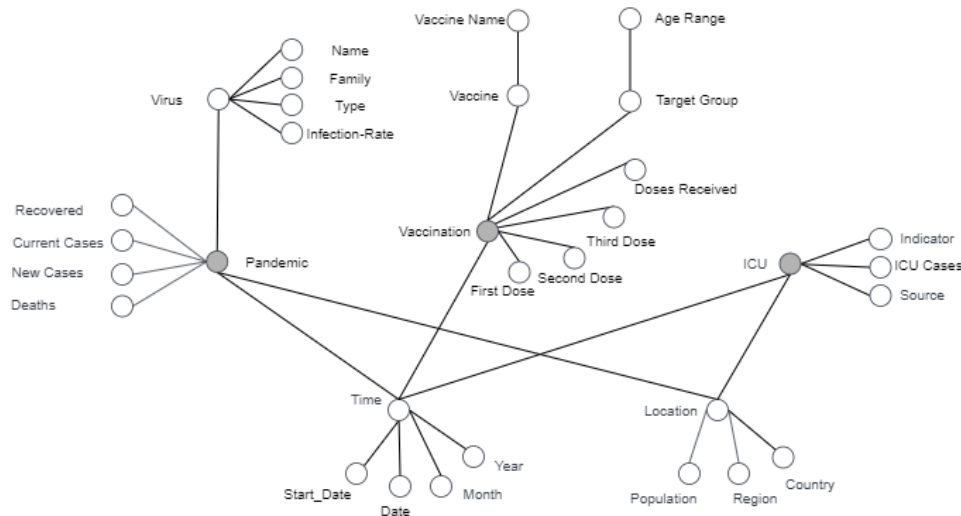 Vaccine Name
Age Range
Name
Family
Virus
Type
Infection-Rate
Vaccine
Target Group
Recovered
Current Cases
New Cases
Deaths
Pandemic
Vaccination
Doses Received
Third Dose
Second Dose
First Dose
ICU
Indicator
ICU Cases
Source
Time
Start_Date
Date
Month
Year
Location
Population
Region
Country